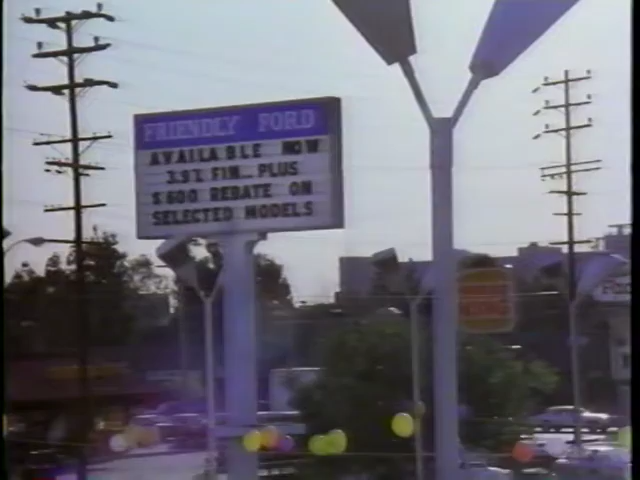 FRIENDLY FORD
AVAILABLE NOW
3.9% FIN... PLUS
$600 REBATE ON
SELECTED MODELS